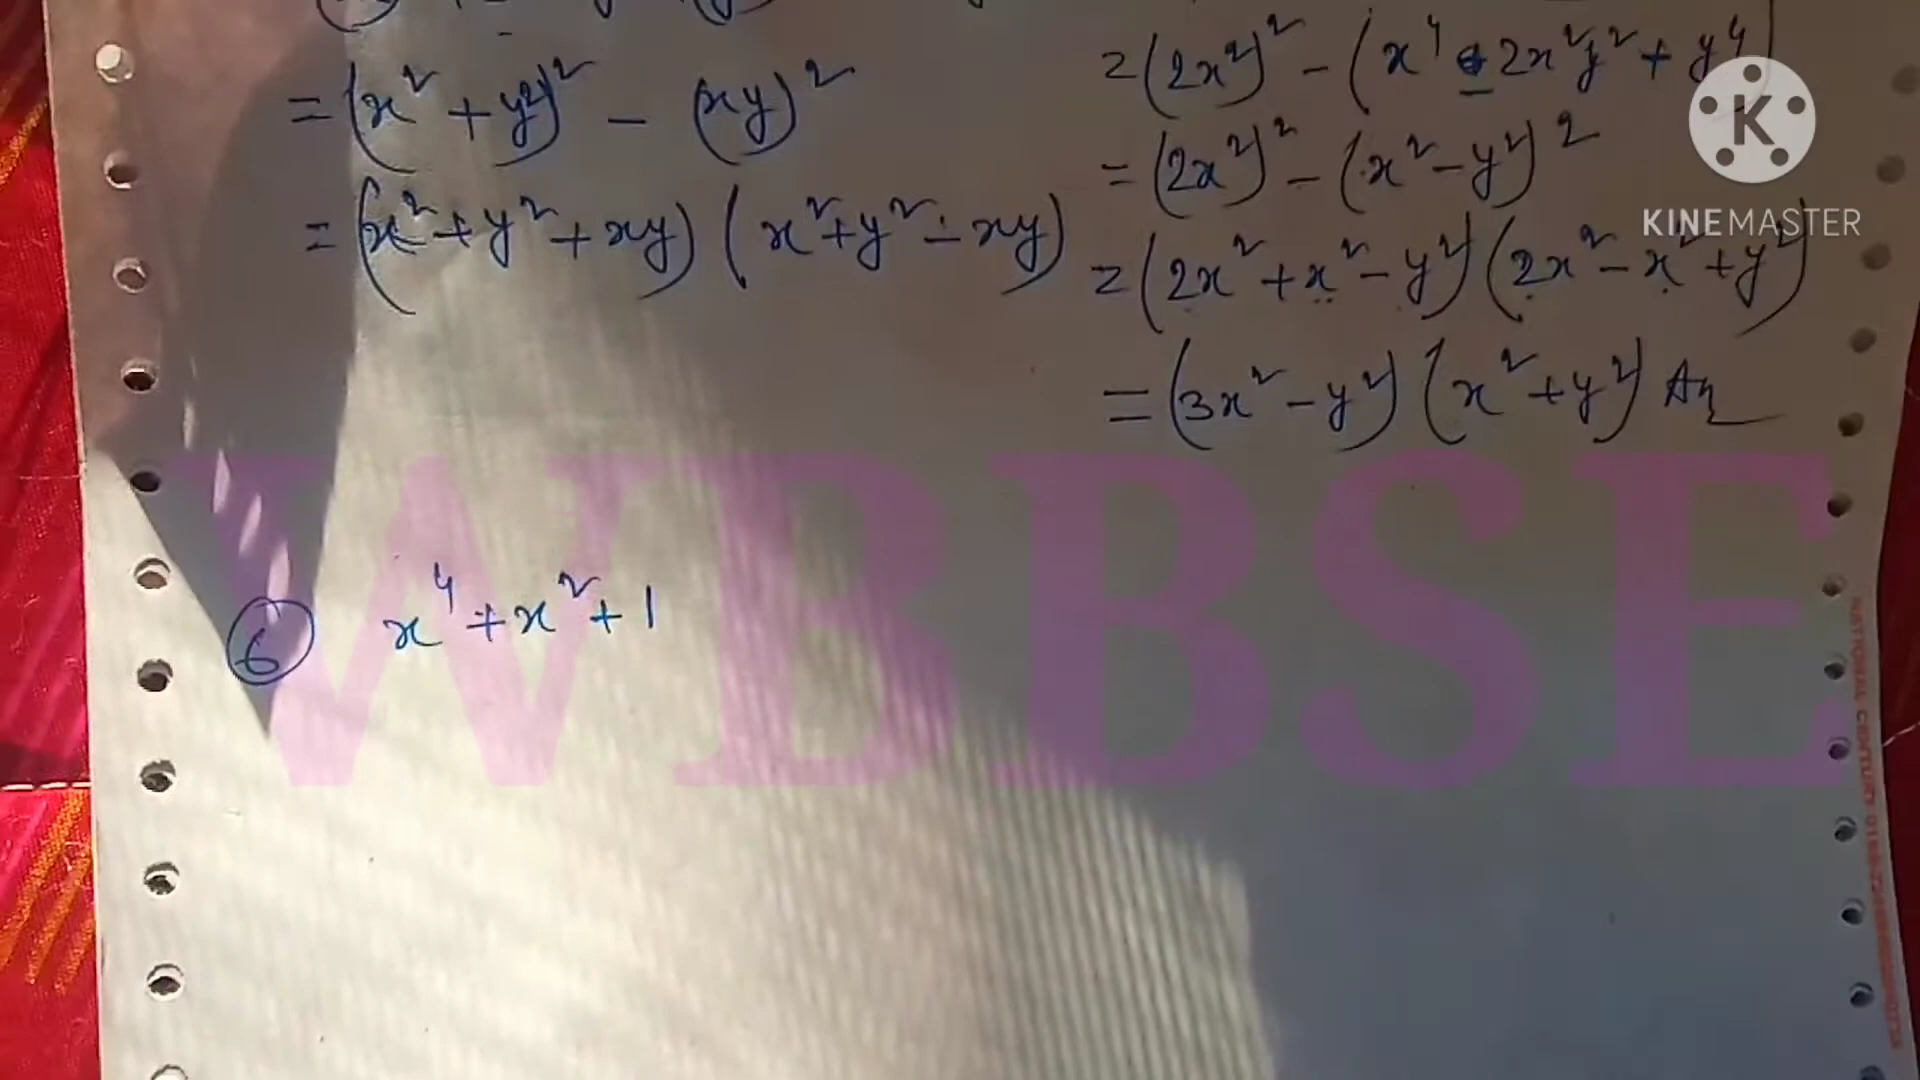 = (x² + y²)² - (xy)²
= (x² + y² + xy) (x² + y² - xy)
= (2x²)² - (x⁴ - 2x²y² + y⁴)
= (2x²)² - (x² - y²)²
= (2x² + x² - y²) (2x² - x² + y²)
= (3x² - y²) (x² + y²) An
K
KINEMASTER
WBBSE
6 x⁴ + x² + 1